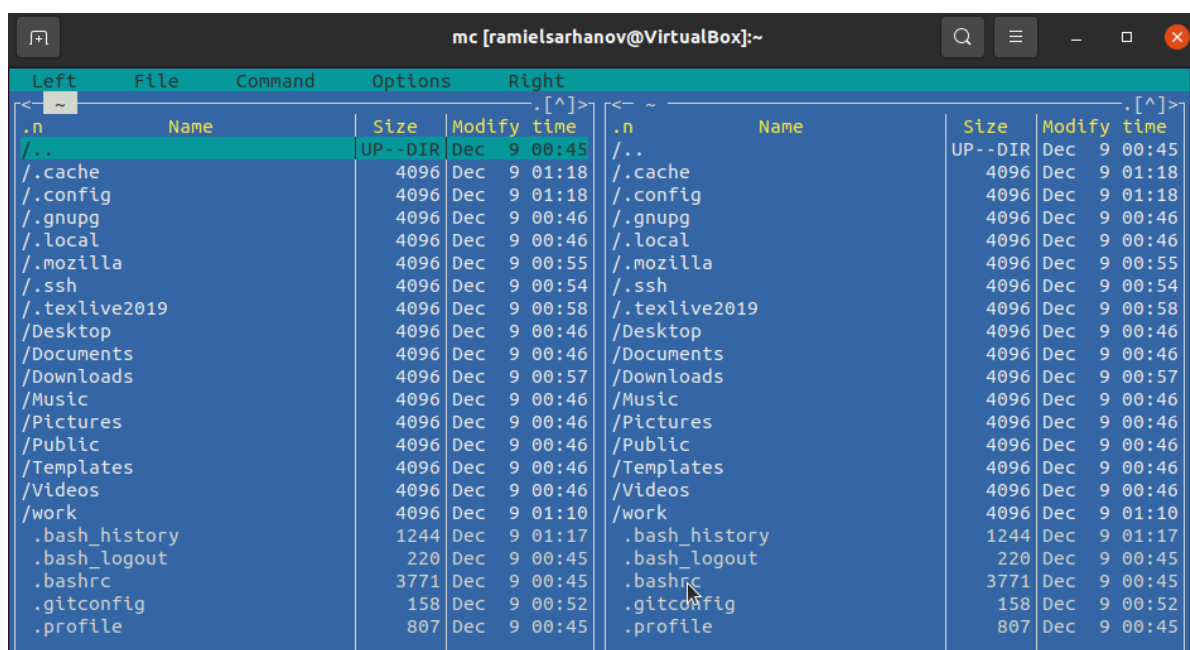 mc [ramielsarhanov@VirtualBox]:~
Left File Command Options Right
<─ ~ .[^]> <─ ~ .[^]>
.n Name Size Modify time .n Name Size Modify time
/.. UP--DIR Dec 9 00:45 /.. UP--DIR Dec 9 00:45
/.cache 4096 Dec 9 01:18 /.cache 4096 Dec 9 01:18
/.config 4096 Dec 9 01:18 /.config 4096 Dec 9 01:18
/.gnupg 4096 Dec 9 00:46 /.gnupg 4096 Dec 9 00:46
/.local 4096 Dec 9 00:46 /.local 4096 Dec 9 00:46
/.mozilla 4096 Dec 9 00:55 /.mozilla 4096 Dec 9 00:55
/.ssh 4096 Dec 9 00:54 /.ssh 4096 Dec 9 00:54
/.texlive2019 4096 Dec 9 00:58 /.texlive2019 4096 Dec 9 00:58
/Desktop 4096 Dec 9 00:46 /Desktop 4096 Dec 9 00:46
/Documents 4096 Dec 9 00:46 /Documents 4096 Dec 9 00:46
/Downloads 4096 Dec 9 00:57 /Downloads 4096 Dec 9 00:57
/Music 4096 Dec 9 00:46 /Music 4096 Dec 9 00:46
/Pictures 4096 Dec 9 00:46 /Pictures 4096 Dec 9 00:46
/Public 4096 Dec 9 00:46 /Public 4096 Dec 9 00:46
/Templates 4096 Dec 9 00:46 /Templates 4096 Dec 9 00:46
/Videos 4096 Dec 9 00:46 /Videos 4096 Dec 9 00:46
/work 4096 Dec 9 01:10 /work 4096 Dec 9 01:10
.bash_history 1244 Dec 9 01:17 .bash_history 1244 Dec 9 01:17
.bash_logout 220 Dec 9 00:45 .bash_logout 220 Dec 9 00:45
.bashrc 3771 Dec 9 00:45 .bashrc 3771 Dec 9 00:45
.gitconfig 158 Dec 9 00:52 .gitconfig 158 Dec 9 00:52
.profile 807 Dec 9 00:45 .profile 807 Dec 9 00:45